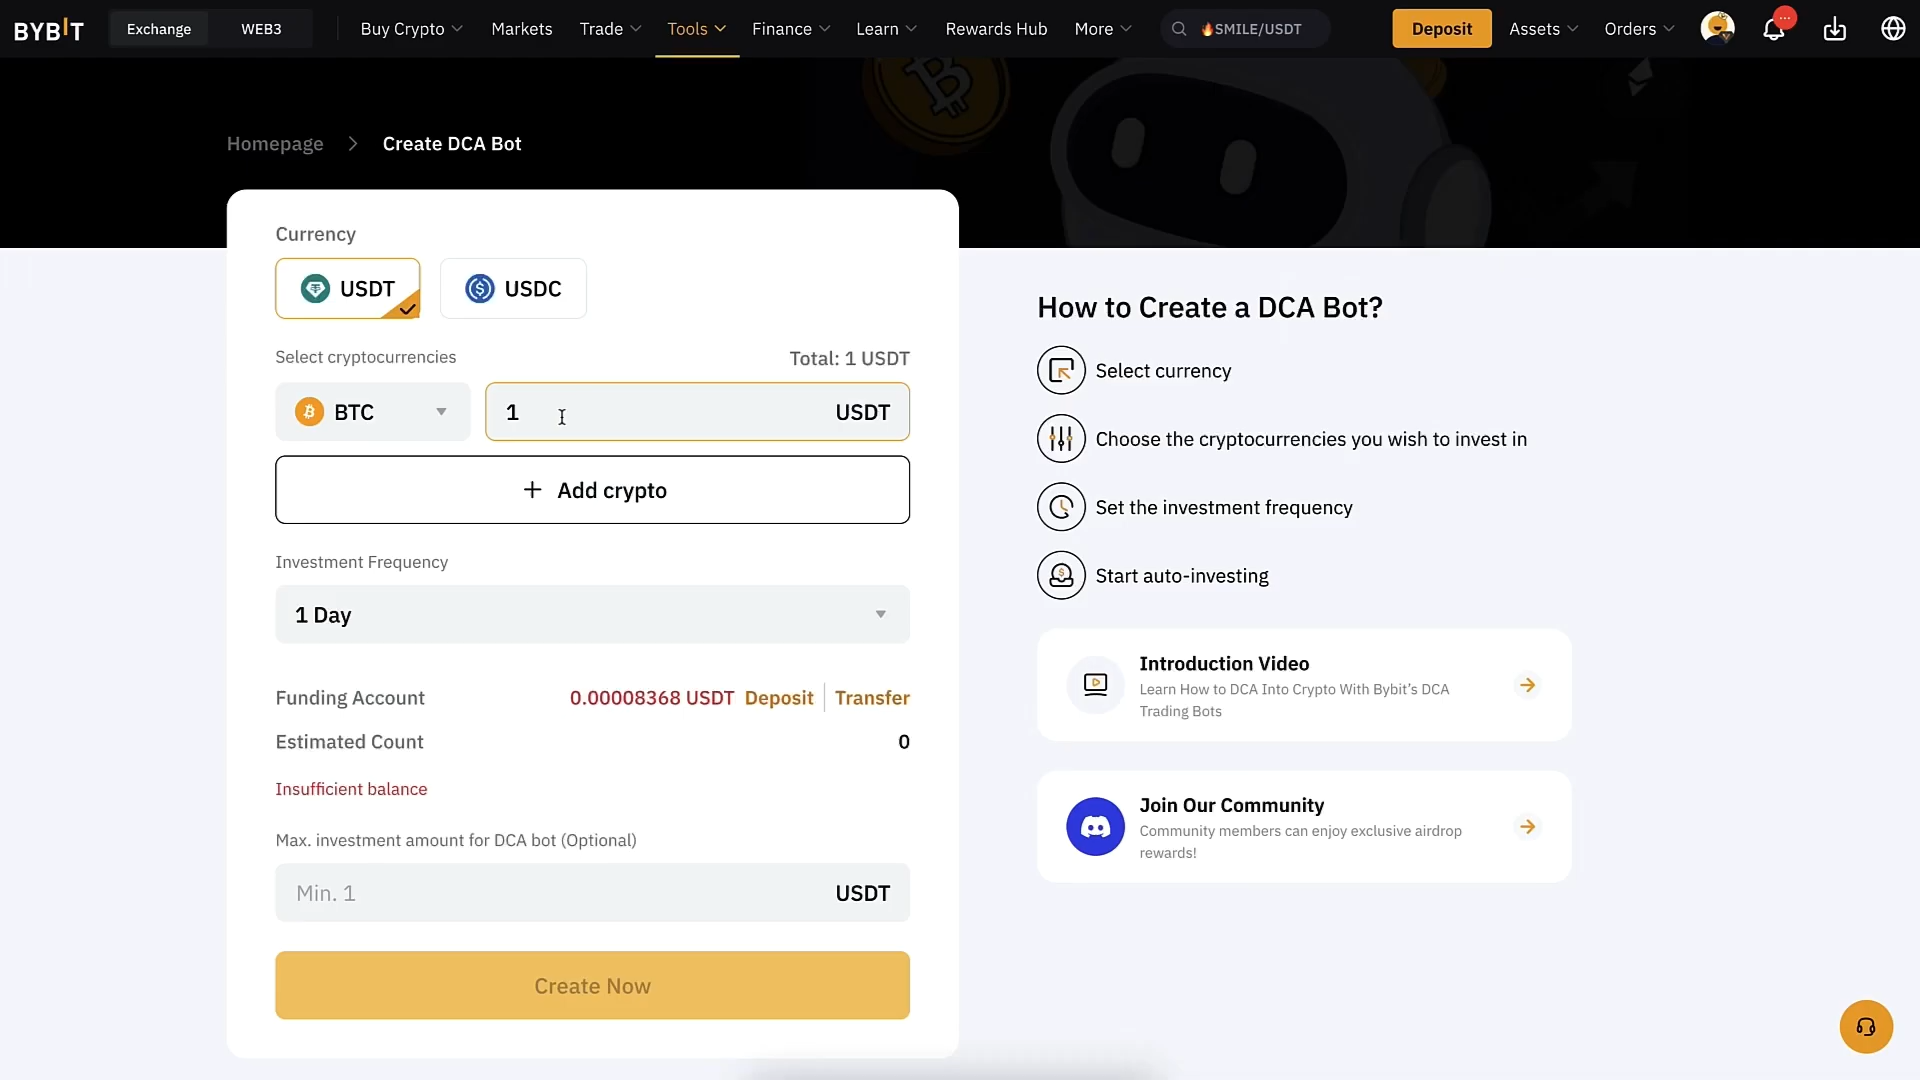 BYBIT
Exchange
WEB3
Buy Crypto
Markets
Trade
Tools
Finance
Learn
Rewards Hub
More
SMILE/USDT
Deposit
Assets
Orders
Homepage
Create DCA Bot
Currency
USDT
USDC
Select cryptocurrencies
Total: 1 USDT
BTC
1
USDT
+ Add crypto
Investment Frequency
1 Day
Funding Account
0.00008368 USDT
Deposit
Transfer
Estimated Count
0
Insufficient balance
Max. investment amount for DCA bot (Optional)
Min. 1
USDT
Create Now
How to Create a DCA Bot?
Select currency
Choose the cryptocurrencies you wish to invest in
Set the investment frequency
Start auto-investing
Introduction Video
Learn How to DCA Into Crypto With Bybit's DCA
Trading Bots
Join Our Community
Community members can enjoy exclusive airdrop
rewards!